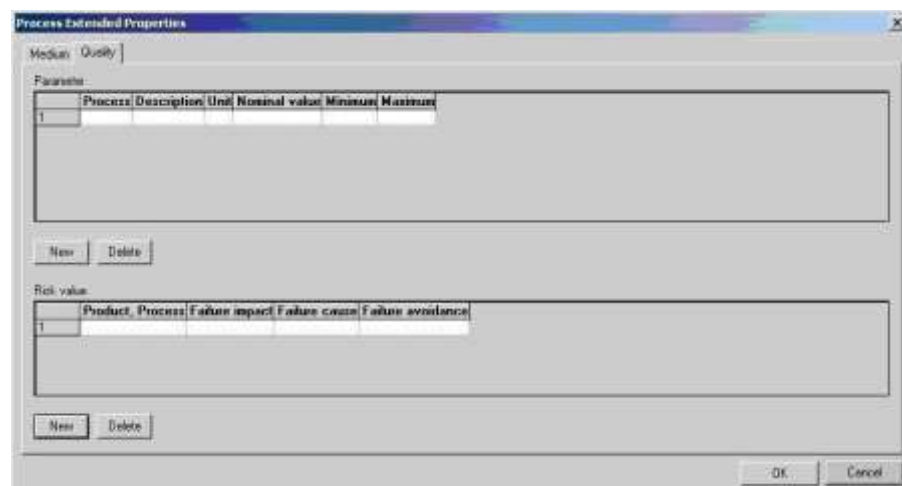 Process Extended Properties
Medium Quality
Parameter
Process Description Unit Nominal value Minimum Maximum
1
New Delete
Risk value
Product, Process Failure impact Failure cause Failure avoidance
1
New Delete
OK Cancel